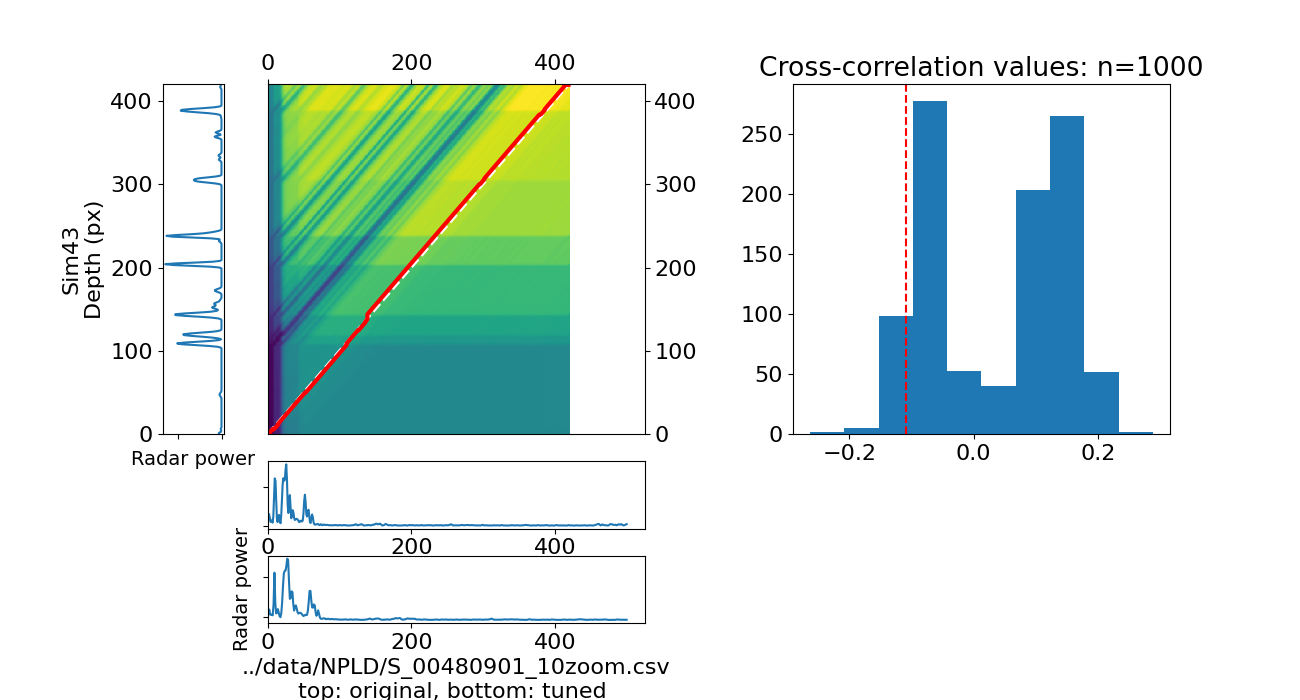 Cross-correlation values: n=1000
0 200 400
400
300
200
100
0
Sim43
Depth (px)
Radar power
400
300
200
100
0
250
200
150
100
50
0
−0.2 0.0 0.2
0 200 400
Radar power
0 200 400
../data/NPLD/S_00480901_10zoom.csv
top: original, bottom: tuned